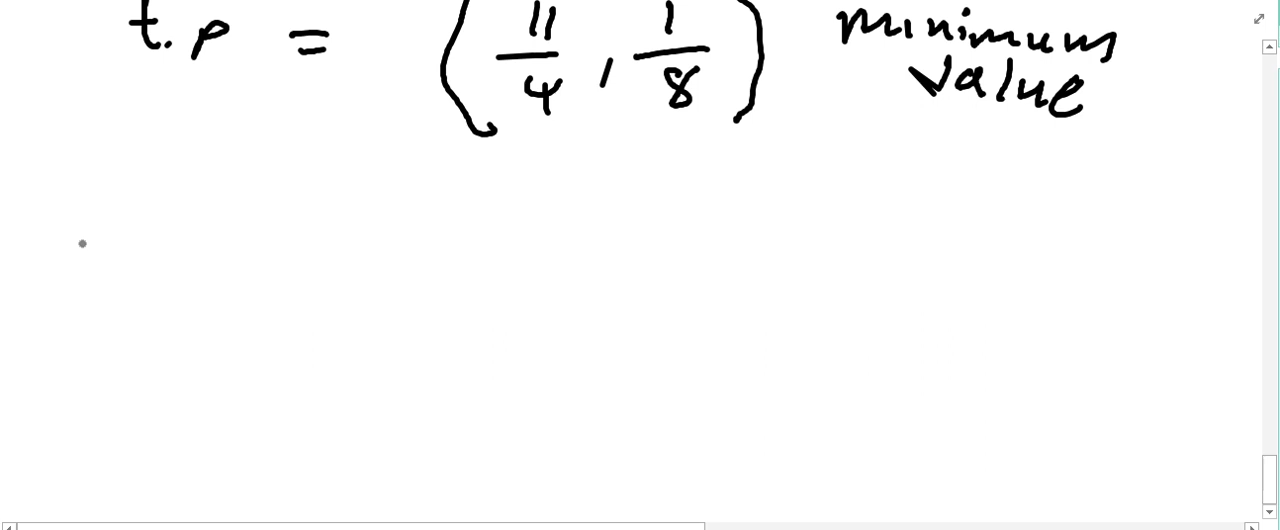 t.p = (11/4, 1/8) minimum
value